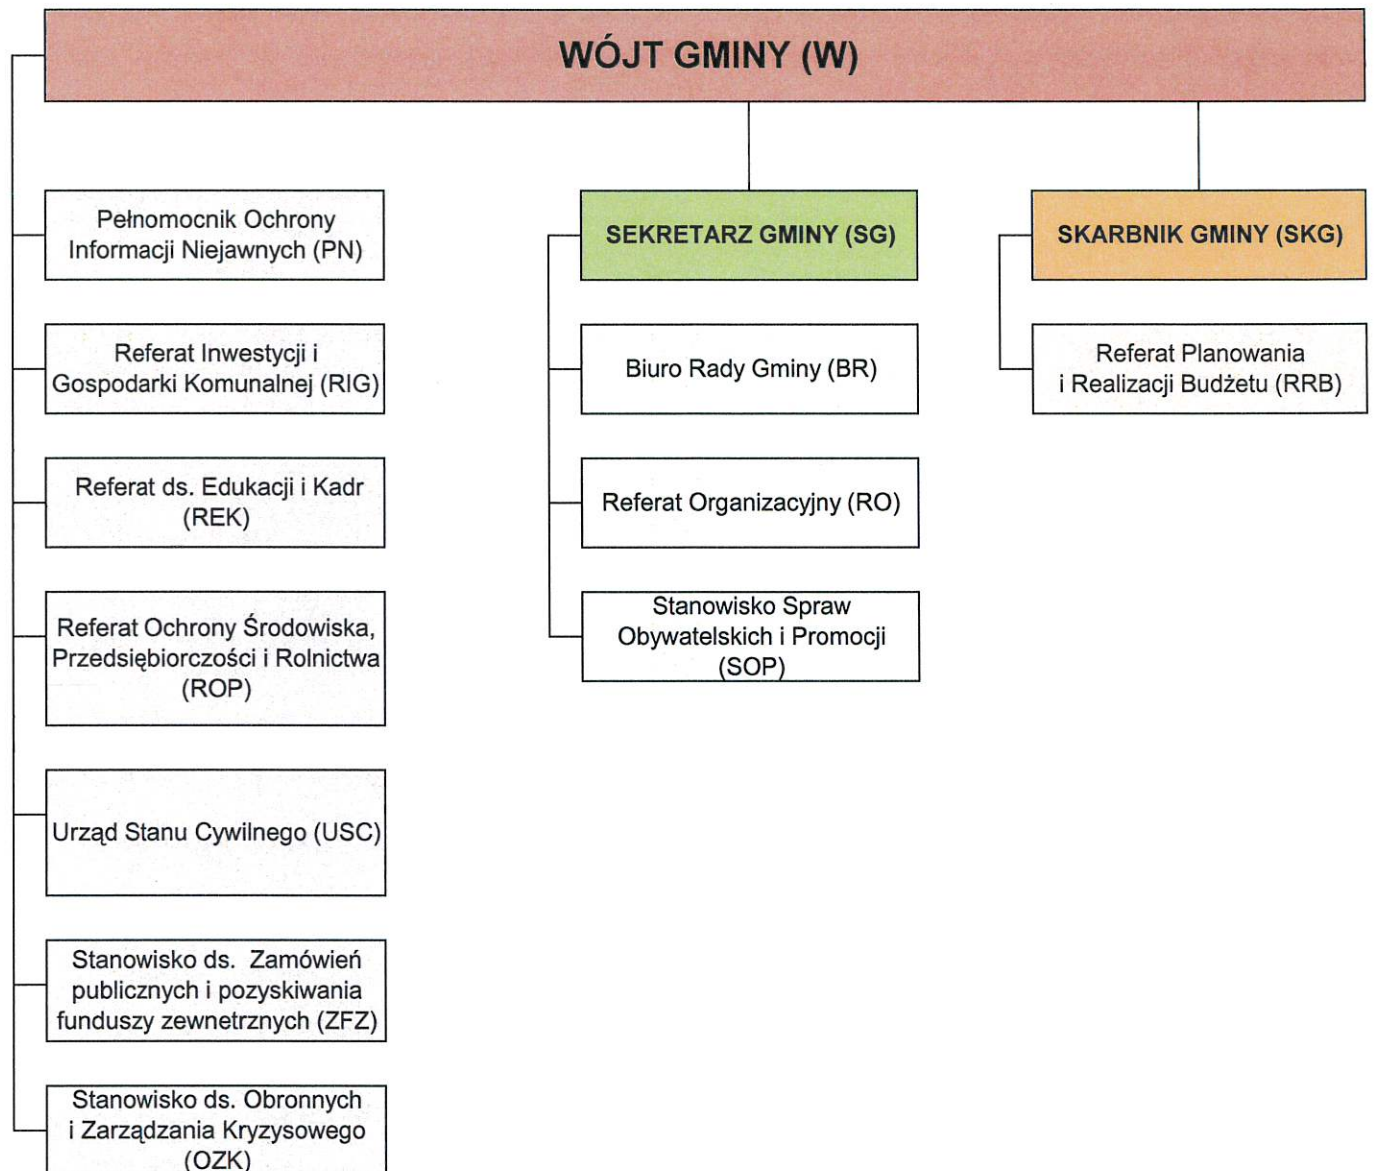 WÓJT GMINY (W)
Pełnomocnik Ochrony
Informacji Niejawnych (PN)
Referat Inwestycji i
Gospodarki Komunalnej (RIG)
Referat ds. Edukacji i Kadr
(REK)
Referat Ochrony Środowiska,
Przedsiębiorczości i Rolnictwa
(ROP)
Urząd Stanu Cywilnego (USC)
Stanowisko ds.  Zamówień
publicznych i pozyskiwania
funduszy zewnetrznych (ZFZ)
Stanowisko ds. Obronnych
i Zarządzania Kryzysowego
(OZK)
SEKRETARZ GMINY (SG)
Biuro Rady Gminy (BR)
Referat Organizacyjny (RO)
Stanowisko Spraw
Obywatelskich i Promocji
(SOP)
SKARBNIK GMINY (SKG)
Referat Planowania
i Realizacji Budżetu (RRB)